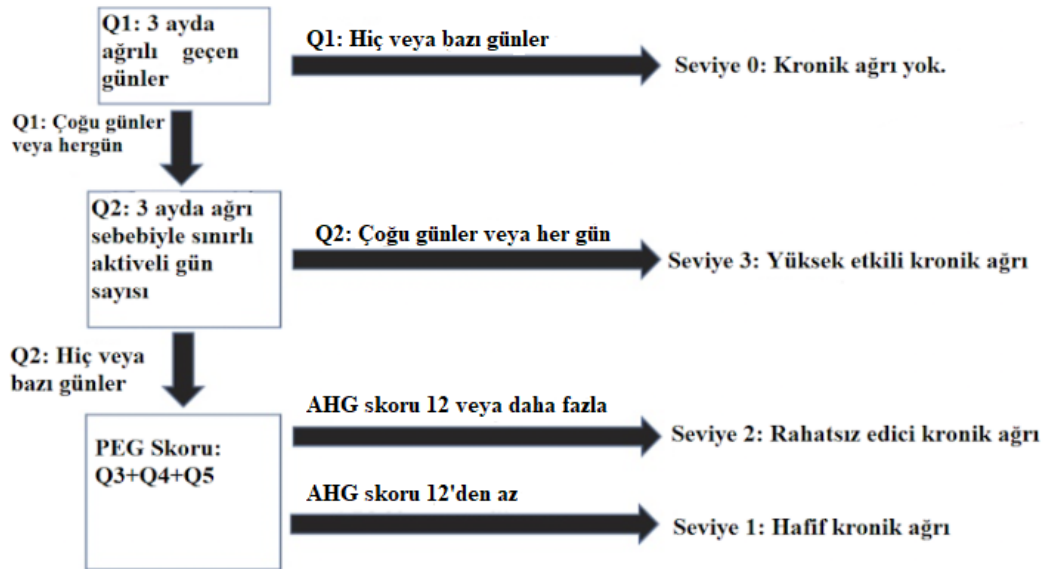 Q1: 3 ayda
ağrılı geçen
günler
Q1: Hiç veya bazı günler
Seviye 0: Kronik ağrı yok.
Q1: Çoğu günler
veya hergün
Q2: 3 ayda ağrı
sebebiyle sınırlı
aktiveli gün
sayısı
Q2: Çoğu günler veya her gün
Seviye 3: Yüksek etkili kronik ağrı
Q2: Hiç veya
bazı günler
PEG Skoru:
Q3+Q4+Q5
AHG skoru 12 veya daha fazla
Seviye 2: Rahatsız edici kronik ağrı
AHG skoru 12'den az
Seviye 1: Hafif kronik ağrı